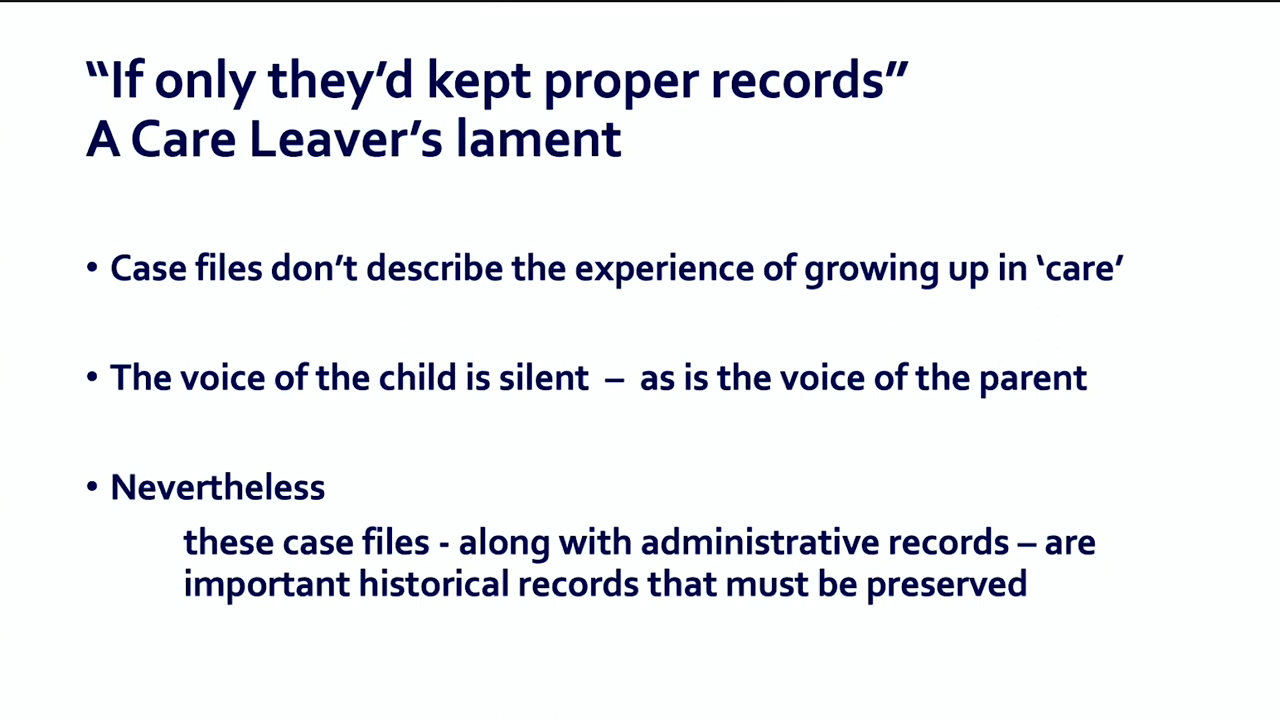 “If only they’d kept proper records”
A Care Leaver’s lament
• Case files don’t describe the experience of growing up in ‘care’
• The voice of the child is silent – as is the voice of the parent
• Nevertheless
these case files - along with administrative records – are
important historical records that must be preserved